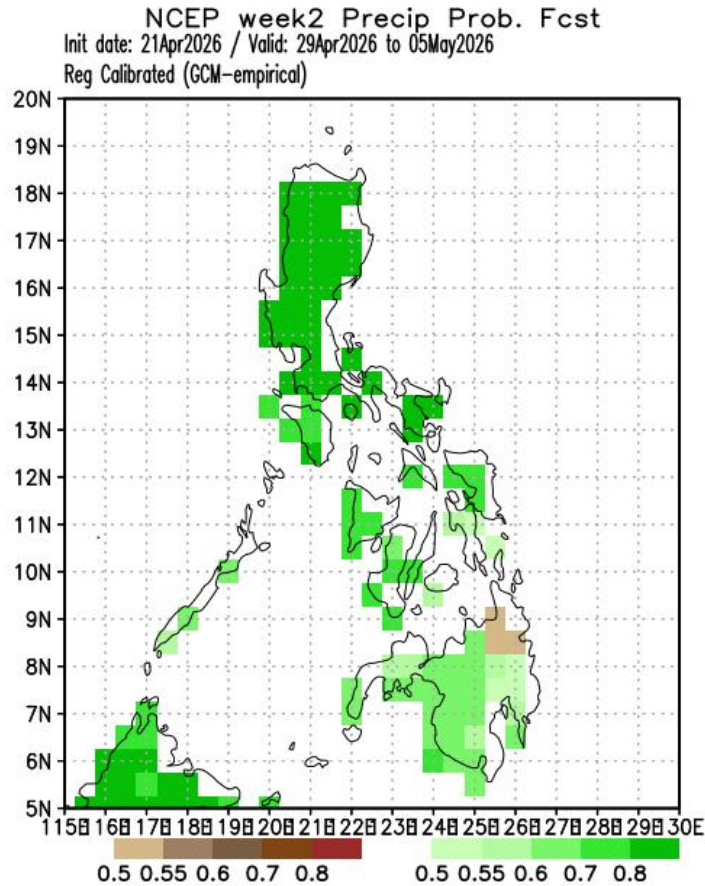 NCEP week2 Precip Prob. Fcst
Init date: 21Apr2026 / Valid: 29Apr2026 to 05May2026
Reg Calibrated (GCM-empirical)
20N
19N
18N
17N
16N
15N
14N
13N
12N
11N
10N
9N
8N
7N
6N
5N
115E 116E 117E 118E 119E 120E 121E 122E 123E 124E 125E 126E 127E 128E 129E 130E
0.5 0.55 0.6 0.7 0.8 0.5 0.55 0.6 0.7 0.8